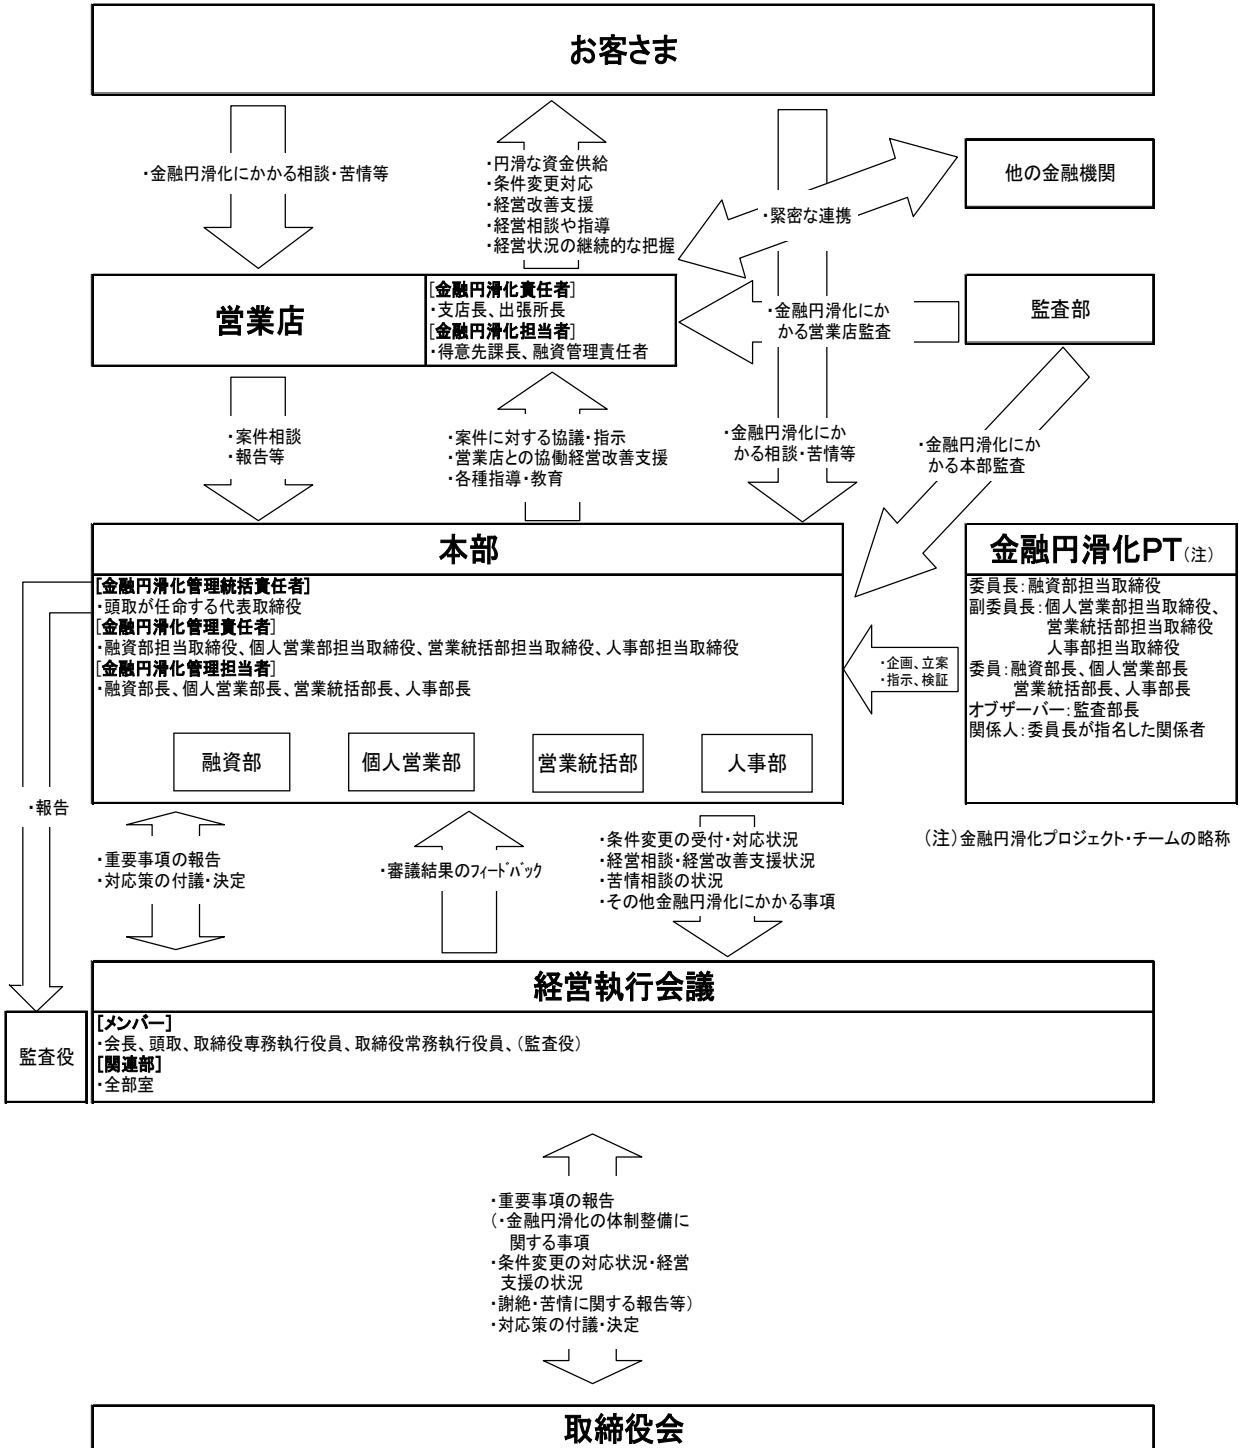 お客さま
・金融円滑化にかかる相談・苦情等
・円滑な資金供給
・条件変更対応
・経営改善支援
・経営相談や指導
・経営状況の継続的な把握
・緊密な連携
他の金融機関
営業店
[金融円滑化責任者]
・支店長、出張所長
[金融円滑化担当者]
・得意先課長、融資管理責任者
・金融円滑化にか
かる営業店監査
監査部
・案件相談
・報告等
・案件に対する協議・指示
・営業店との協働経営改善支援
・各種指導・教育
・金融円滑化にか
かる相談・苦情等
・金融円滑化にか
かる本部監査
本部
[金融円滑化管理統括責任者]
・頭取が任命する代表取締役
[金融円滑化管理責任者]
・融資部担当取締役、個人営業部担当取締役、営業統括部担当取締役、人事部担当取締役
[金融円滑化管理担当者]
・融資部長、個人営業部長、営業統括部長、人事部長
融資部
個人営業部
営業統括部
人事部
・企画、立案
・指示、検証
金融円滑化PT(注)
委員長：融資部担当取締役
副委員長：個人営業部担当取締役、
営業統括部担当取締役
人事部担当取締役
委員：融資部長、個人営業部長
営業統括部長、人事部長
オブザーバー：監査部長
関係人：委員長が指名した関係者
（注）金融円滑化プロジェクト・チームの略称
・報告
・重要事項の報告
・対応策の付議・決定
・審議結果のﾌｨｰﾄﾞﾊﾞｯｸ
・条件変更の受付・対応状況
・経営相談・経営改善支援状況
・苦情相談の状況
・その他金融円滑化にかかる事項
経営執行会議
監査役
[メンバー]
・会長、頭取、取締役専務執行役員、取締役常務執行役員、（監査役）
[関連部]
・全部室
・重要事項の報告
（・金融円滑化の体制整備に
関する事項
・条件変更の対応状況・経営
支援の状況
・謝絶・苦情に関する報告等）
・対応策の付議・決定
取締役会